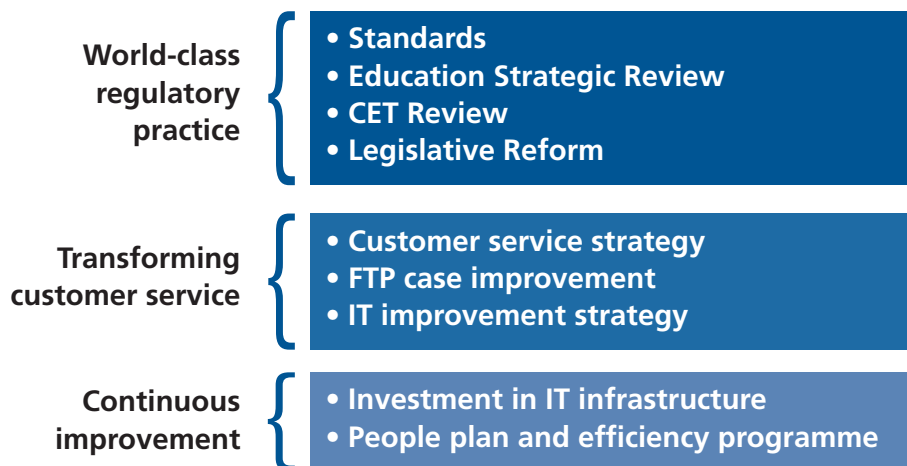 World-class
regulatory
practice
• Standards
• Education Strategic Review
• CET Review
• Legislative Reform
Transforming
customer service
• Customer service strategy
• FTP case improvement
• IT improvement strategy
Continuous
improvement
• Investment in IT infrastructure
• People plan and efficiency programme